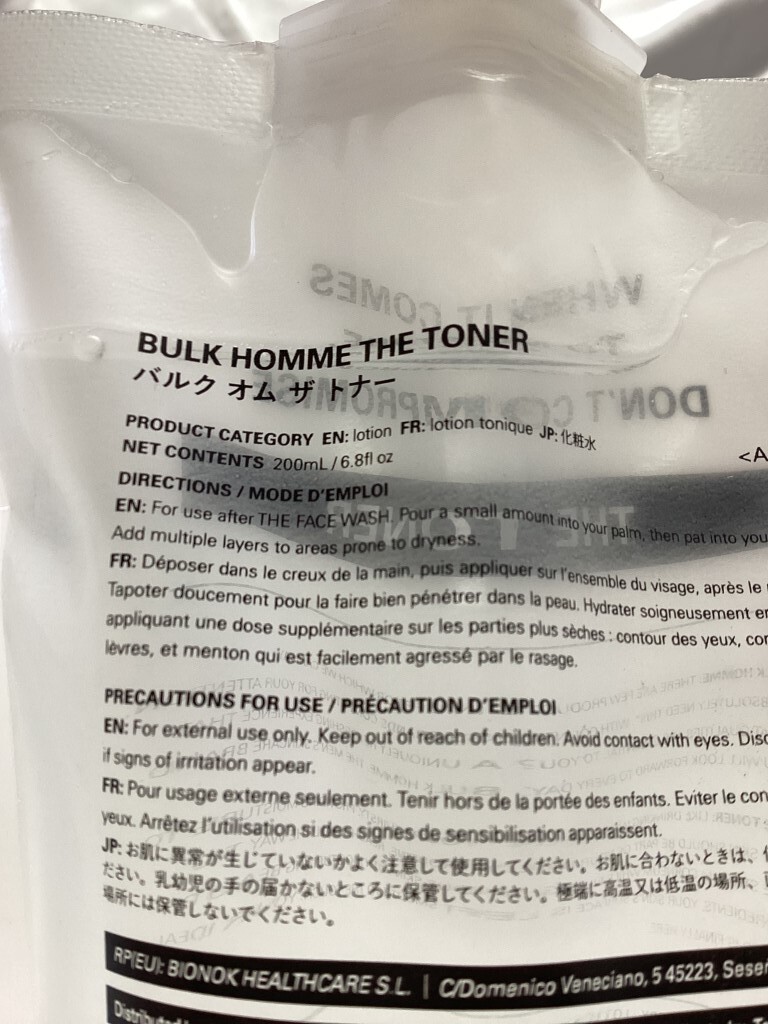 WHEN IT COMES
DON'T COMPROMISE
THE TONER
BULK HOMME THE TONER
バルク オム ザ トナー
PRODUCT CATEGORY EN: lotion FR: lotion tonique JP: 化粧水
NET CONTENTS 200mL / 6.8fl oz
<A
DIRECTIONS / MODE D'EMPLOI
EN: For use after THE FACE WASH. Pour a small amount into your palm, then pat into you
Add multiple layers to areas prone to dryness.
FR: Déposer dans le creux de la main, puis appliquer sur l'ensemble du visage, après le
Tapoter doucement pour la faire bien pénétrer dans la peau. Hydrater soigneusement en
appliquant une dose supplémentaire sur les parties plus sèches : contour des yeux, con
lèvres, et menton qui est facilement agressé par le rasage.
PRECAUTIONS FOR USE / PRÉCAUTION D'EMPLOI
EN: For external use only. Keep out of reach of children. Avoid contact with eyes. Disc
if signs of irritation appear.
FR: Pour usage externe seulement. Tenir hors de la portée des enfants. Eviter le con
yeux. Arrêtez l'utilisation si des signes de sensibilisation apparaissent.
JP: お肌に異常が生じていないかよく注意して使用してください。お肌に合わないときは、
ださい。乳幼児の手の届かないところに保管してください。極端に高温又は低温の場所、
場所には保管しないでください。
RP(EU): BIONOK HEALTHCARE S.L. | C/Domenico Veneciano, 5 45223, Seseñ
Distributed